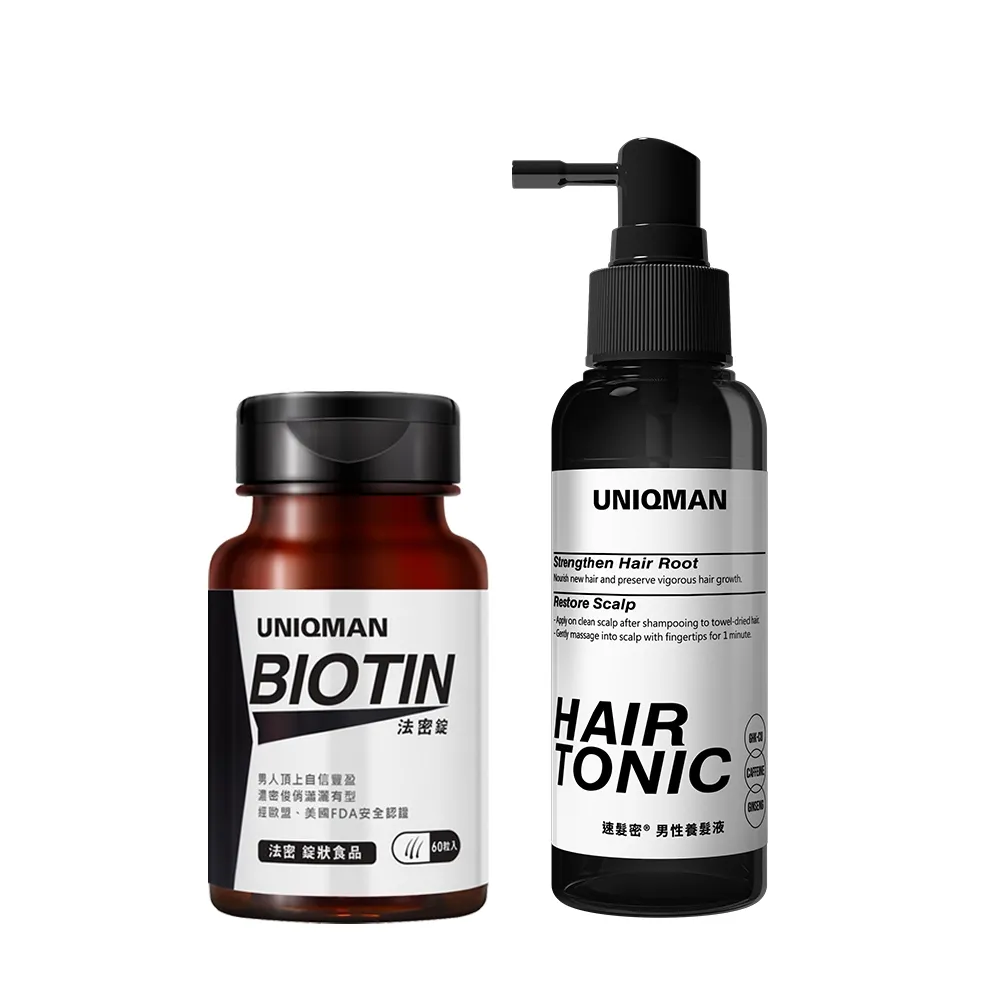 UNIQMAN
BIOTIN
法密錠
男人頂上自信豐盈
濃密俊俏瀟灑有型
經歐盟、美國FDA安全認證
法密 錠狀食品
60粒入
UNIQMAN
Strengthen Hair Root
Nourish new hair and preserve vigorous hair growth.
Restore Scalp
- Apply on clean scalp after shampooing to towel-dried hair.
- Gently massage into scalp with fingertips for 1 minute.
HAIR
TONIC
GHK-CU
CAFFEINE
GINSENG
速髮密® 男性養髮液